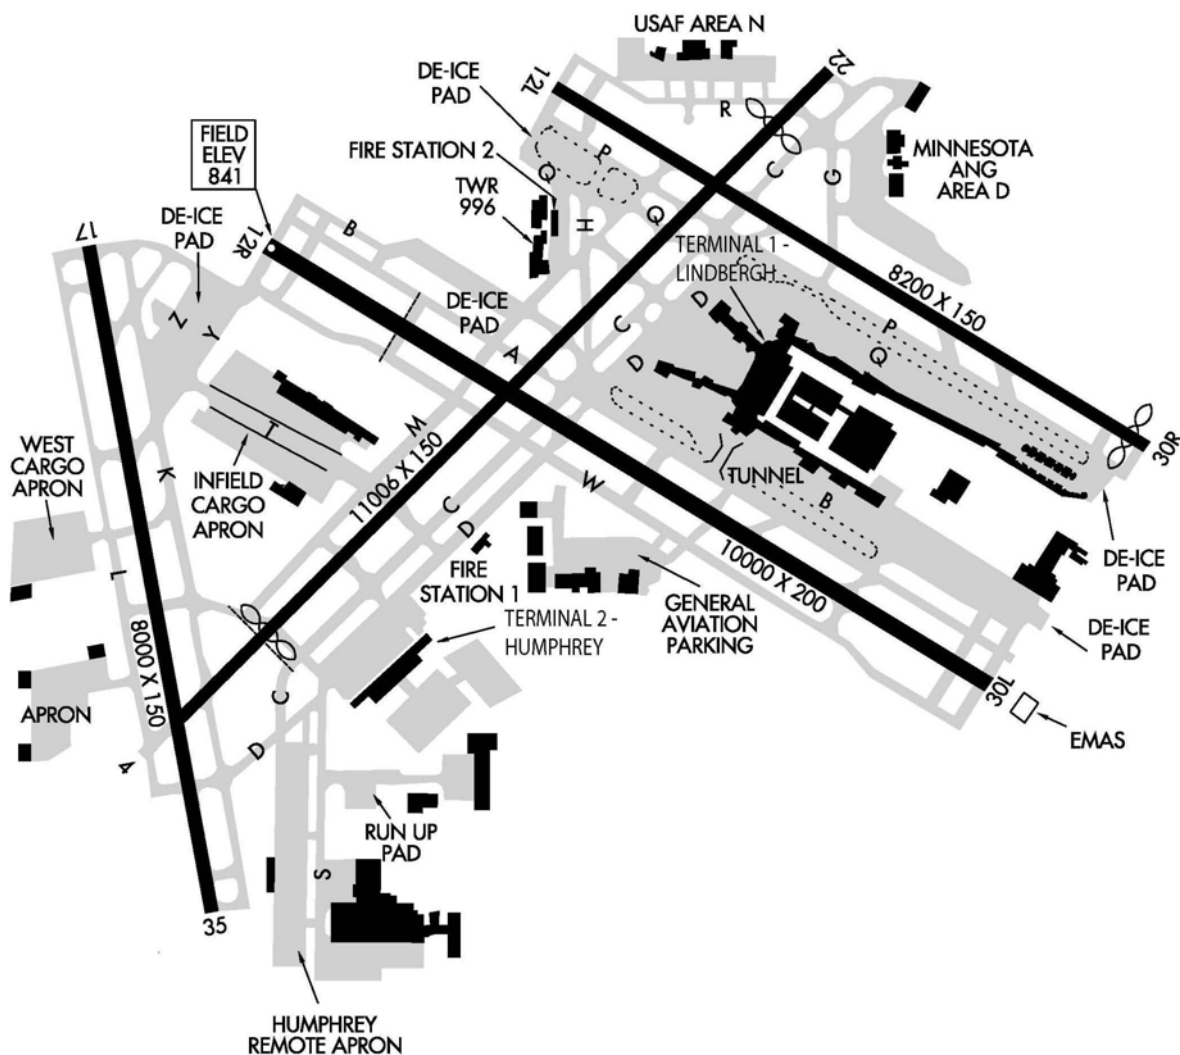 USAF AREA N
22
12L
DE-ICE
PAD
R
FIELD
ELEV
841
FIRE STATION 2
P
C
G
MINNESOTA
ANG
AREA D
TWR
996
Q
H
Q
17
DE-ICE
PAD
12R
B
TERMINAL 1 -
LINDBERGH
8200 X 150
DE-ICE
PAD
D
C
P
Q
Z
Y
A
D
30R
WEST
CARGO
APRON
K
INFIELD
CARGO
APRON
T
M
11006 X 150
C
D
W
TUNNEL
B
L
FIRE
STATION 1
10000 X 200
DE-ICE
PAD
GENERAL
AVIATION
PARKING
TERMINAL 2 -
HUMPHREY
DE-ICE
PAD
8000 X 150
C
30L
APRON
D
4
EMAS
RUN UP
PAD
S
35
HUMPHREY
REMOTE APRON